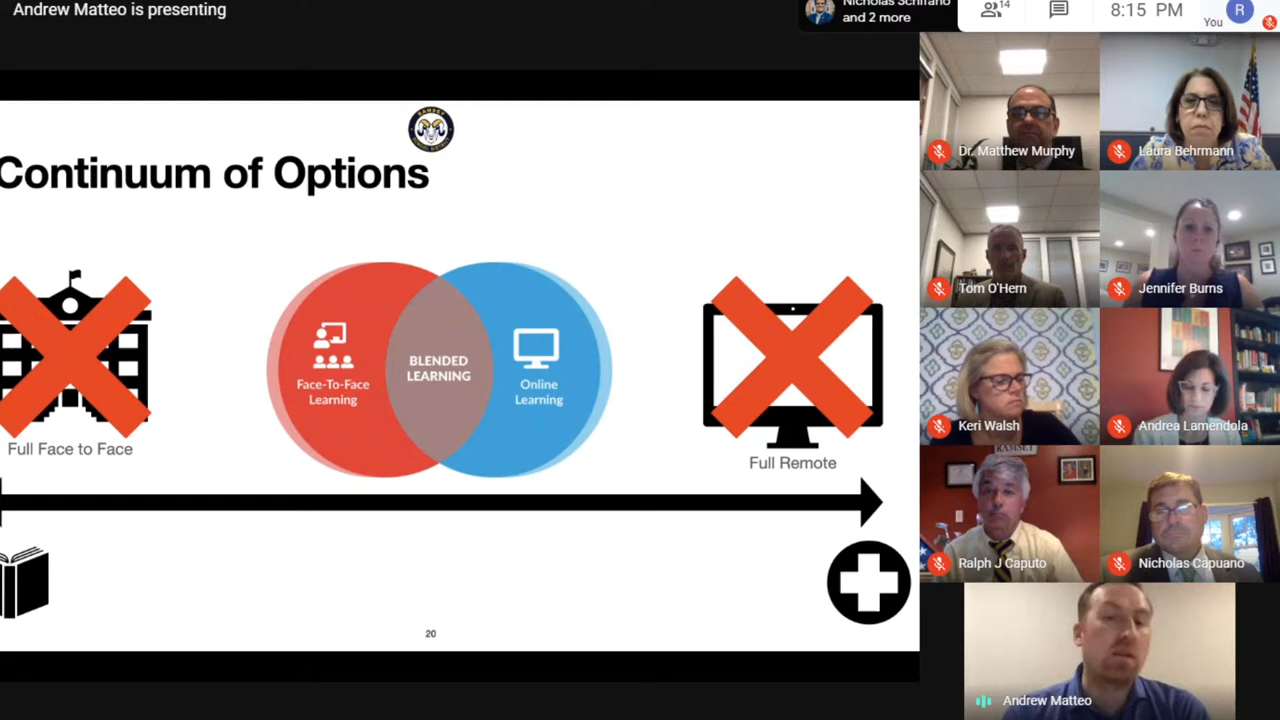 Andrew Matteo is presenting
and 2 more
14
8:15 PM
You
R
RAMSEY
Continuum of Options
Face-To-Face
Learning
BLENDED
LEARNING
Online
Learning
Full Face to Face
Full Remote
20
Dr. Matthew Murphy
Laura Behrmann
Tom O'Hern
Jennifer Burns
Keri Walsh
Andrea Lamendola
RAMSEY
Ralph J Caputo
Nicholas Capuano
Andrew Matteo